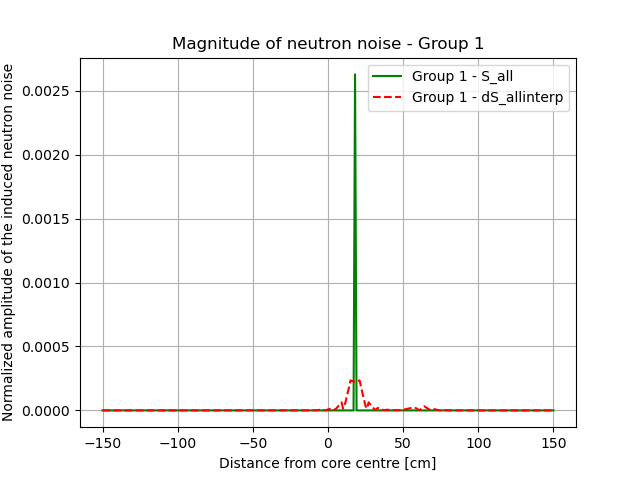 Magnitude of neutron noise - Group 1
Normalized amplitude of the induced neutron noise
0.0025
0.0020
0.0015
0.0010
0.0005
0.0000
Group 1 - S_all
Group 1 - dS_allinterp
−150 −100 −50 0 50 100 150
Distance from core centre [cm]